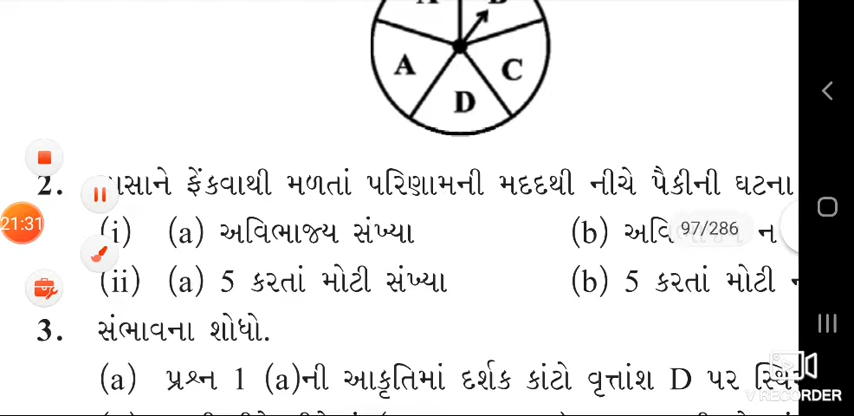 A B
A C
D
2. પાસાને ફેંકવાથી મળતાં પરિણામની મદદથી નીચે પૈકીની ઘટના
(i) (a) અવિભાજ્ય સંખ્યા (b)
(ii) (a) 5 કરતાં મોટી સંખ્યા (b) 5 કરતાં મોટી
3. સંભાવના શોધો.
(a) પ્રશ્ન 1 (a)ની આકૃતિમાં દર્શક કાંટો વૃત્તાંશ D પર
21:31
97/286
V RECORDER